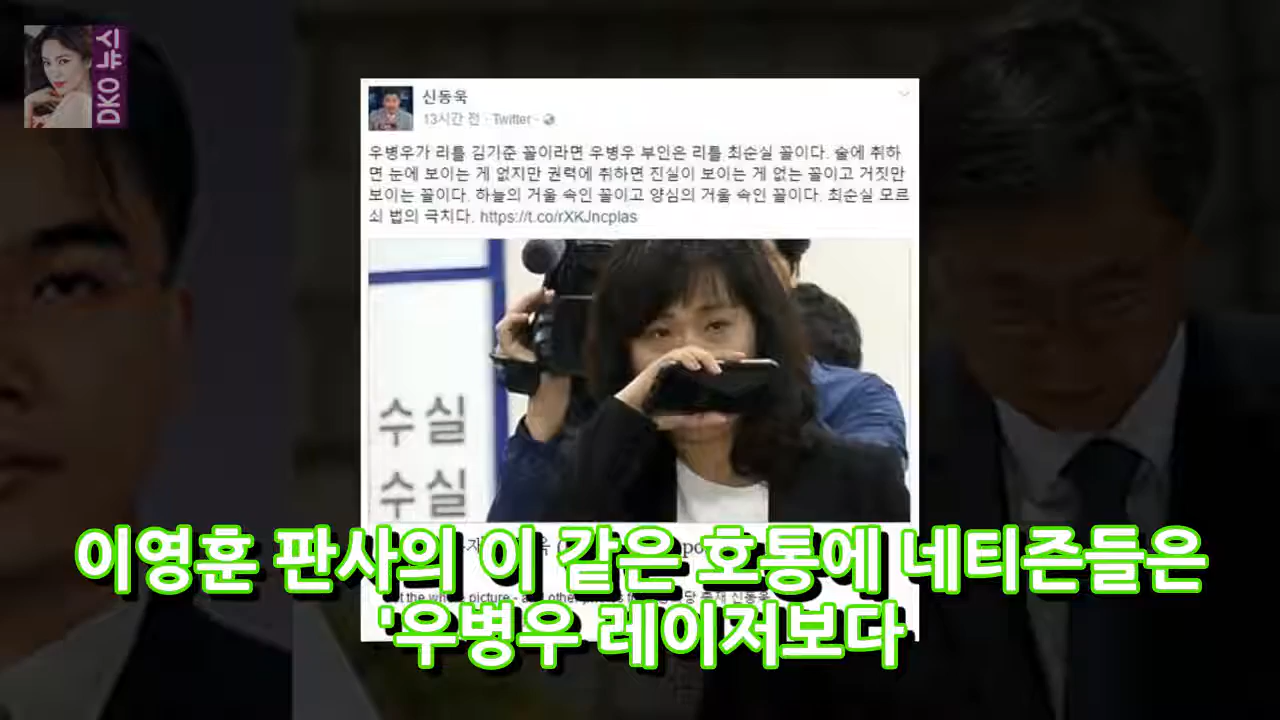 DKO 뉴스
신동욱
13시간 전 · Twitter ·
우병우가 리틀 김기춘 꼴이라면 우병우 부인은 리틀 최순실 꼴이다. 술에 취하
면 눈에 보이는 게 없지만 권력에 취하면 진실이 보이는 게 없는 꼴이고 거짓만
보이는 꼴이다. 하늘의 거울 속인 꼴이고 양심의 거울 속인 꼴이다. 최순실 모르
쇠 법의 극치다. https://t.co/rXKJncplas
수실
수실
이영훈 판사의 이 같은 호통에 네티즌들은
'우병우 레이저보다